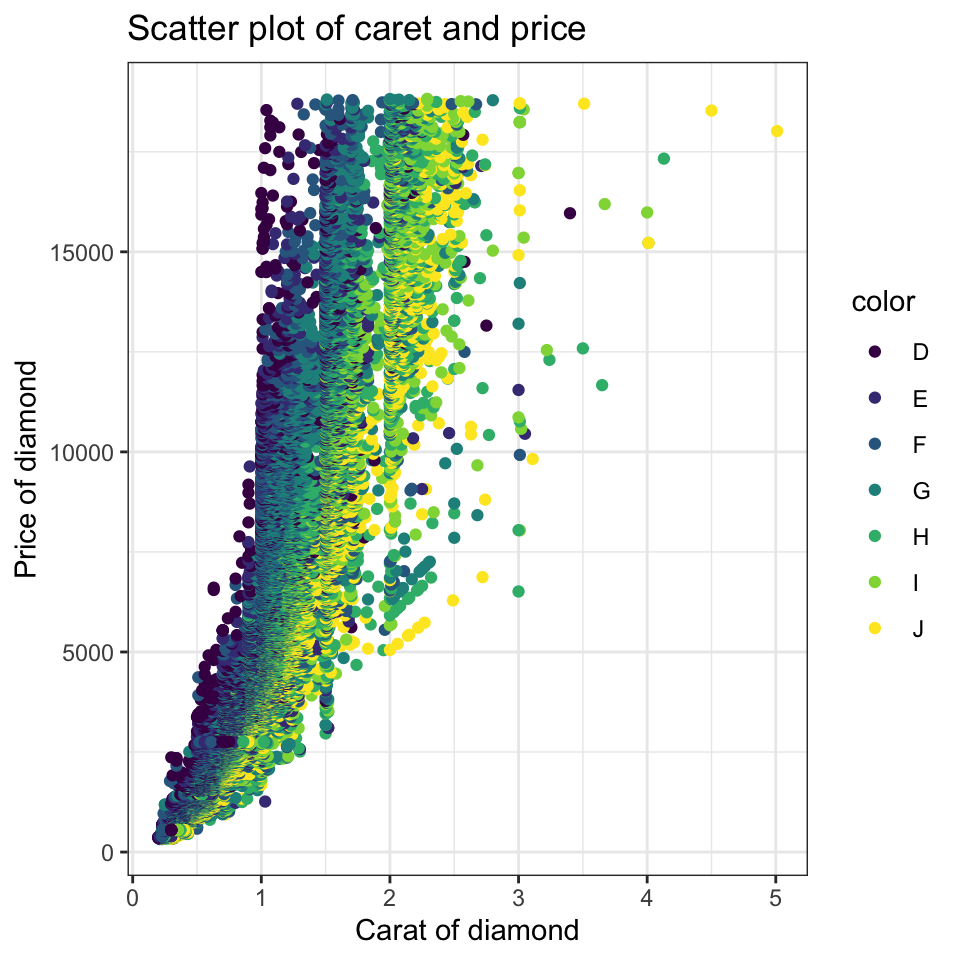 Scatter plot of caret and price
Price of diamond
15000
10000
5000
0
0 1 2 3 4 5
Carat of diamond
color
D
E
F
G
H
I
J